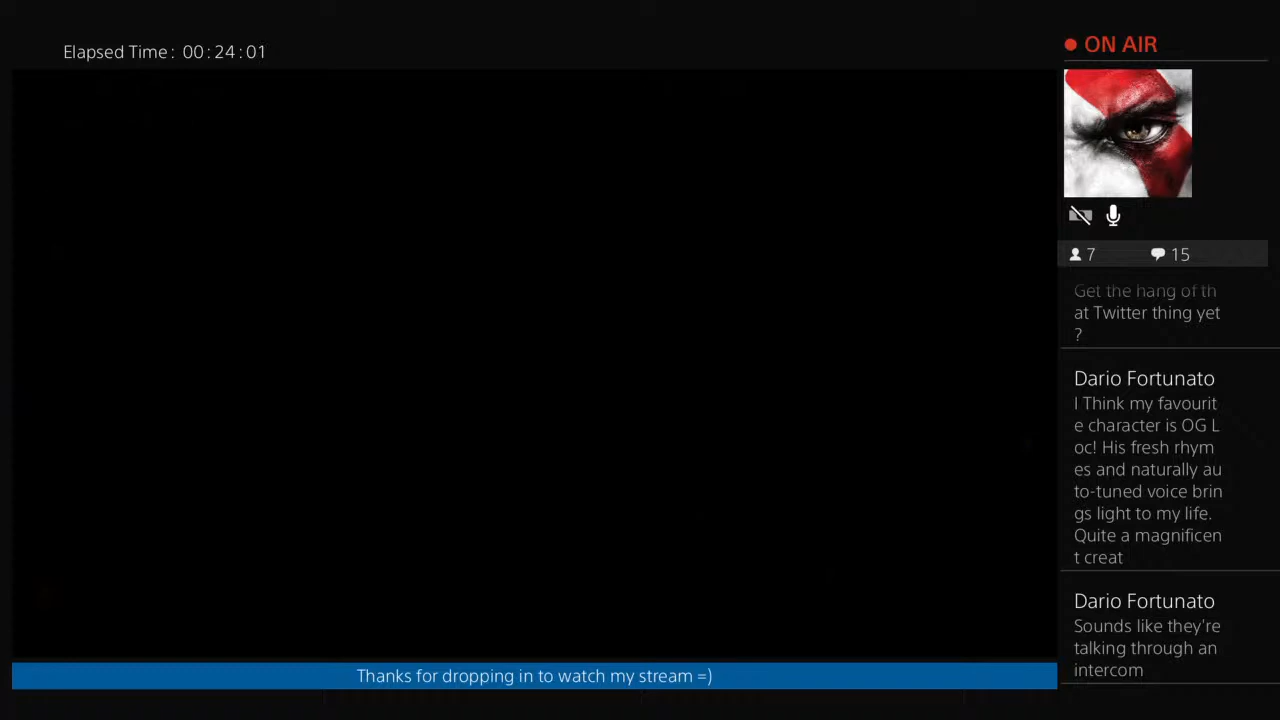 Elapsed Time: 00:24:01
ON AIR
7 15
Get the hang of th
at Twitter thing yet
?
Dario Fortunato
I Think my favourit
e character is OG L
oc! His fresh rhym
es and naturally au
to-tuned voice brin
gs light to my life.
Quite a magnificen
t creat
Dario Fortunato
Sounds like they're
talking through an
intercom
Thanks for dropping in to watch my stream =)